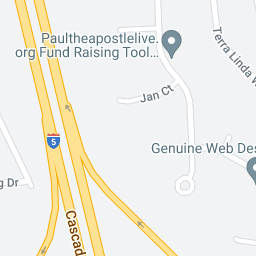 Paultheapostlelive.
org Fund Raising Tool...
Terra Linda W
Jan Ct
5
Genuine Web Des
g Dr
Cascad